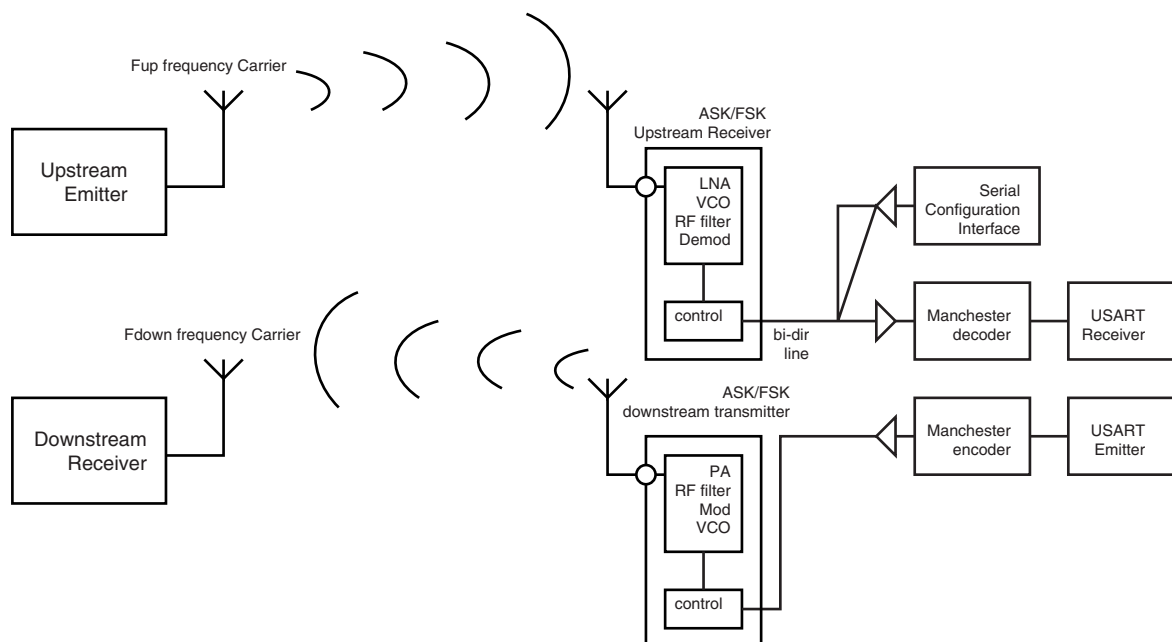 Fup frequency Carrier
Upstream
Emitter
ASK/FSK
Upstream Receiver
LNA
VCO
RF filter
Demod
control
bi-dir
line
Serial
Configuration
Interface
Manchester
decoder
USART
Receiver
Fdown frequency Carrier
Downstream
Receiver
ASK/FSK
downstream transmitter
PA
RF filter
Mod
VCO
control
Manchester
encoder
USART
Emitter